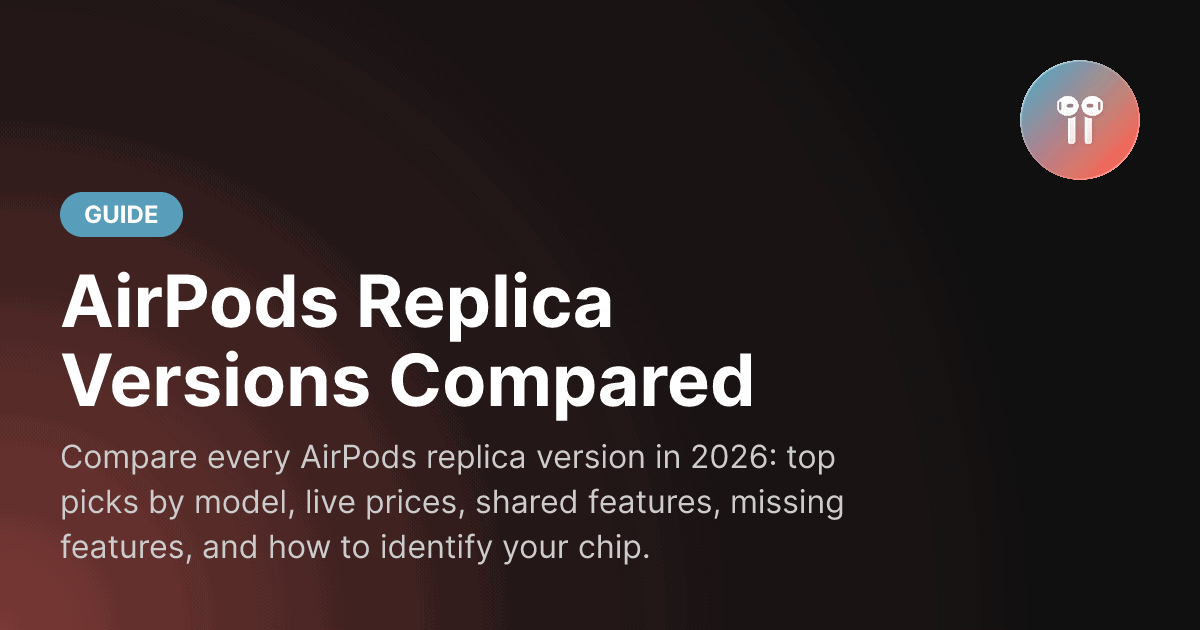 GUIDE
AirPods Replica
Versions Compared
Compare every AirPods replica version in 2026: top
picks by model, live prices, shared features, missing
features, and how to identify your chip.